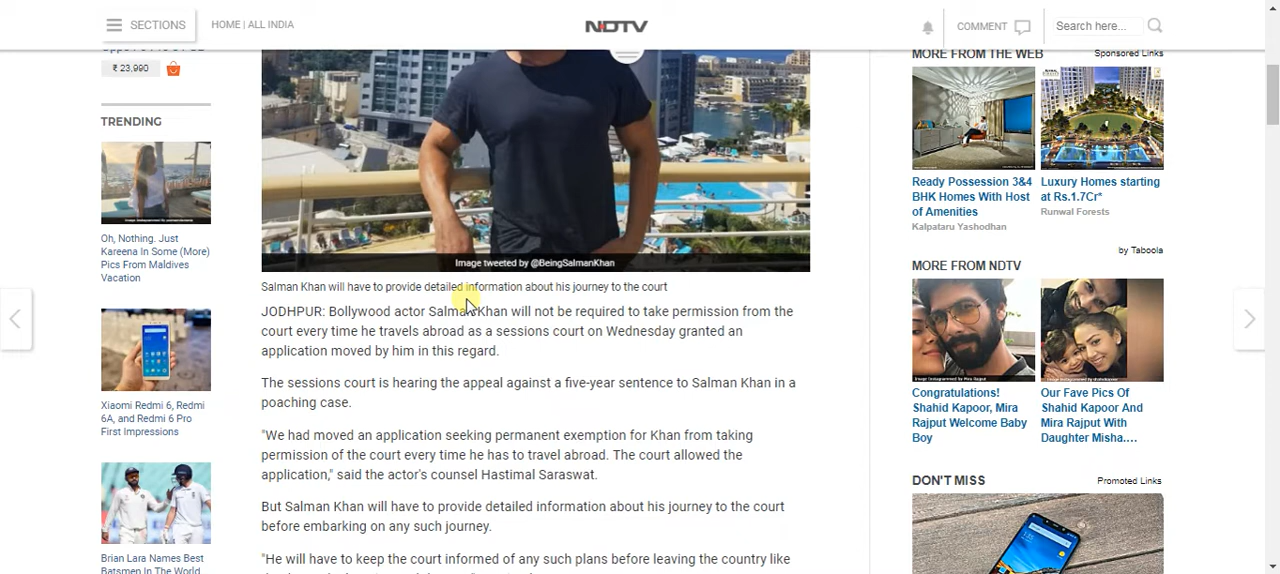 SECTIONS
HOME | ALL INDIA
NDTV
COMMENT
Search here...
₹ 23,990
TRENDING
Oh, Nothing. Just
Kareena In Some (More)
Pics From Maldives
Vacation
Xiaomi Redmi 6, Redmi
6A, and Redmi 6 Pro
First Impressions
Brian Lara Names Best
Batsmen In The World
Image tweeted by @BeingSalmanKhan
Salman Khan will have to provide detailed information about his journey to the court
JODHPUR: Bollywood actor Salman Khan will not be required to take permission from the
court every time he travels abroad as a sessions court on Wednesday granted an
application moved by him in this regard.
The sessions court is hearing the appeal against a five-year sentence to Salman Khan in a
poaching case.
"We had moved an application seeking permanent exemption for Khan from taking
permission of the court every time he has to travel abroad. The court allowed the
application," said the actor's counsel Hastimal Saraswat.
But Salman Khan will have to provide detailed information about his journey to the court
before embarking on any such journey.
"He will have to keep the court informed of any such plans before leaving the country like
MORE FROM THE WEB
Sponsored Links
Ready Possession 3&4
BHK Homes With Host
of Amenities
Kalpataru Yashodhan
Luxury Homes starting
at Rs.1.7Cr*
Runwal Forests
by Taboola
MORE FROM NDTV
Congratulations!
Shahid Kapoor, Mira
Rajput Welcome Baby
Boy
Our Fave Pics Of
Shahid Kapoor And
Mira Rajput With
Daughter Misha....
DON'T MISS
Promoted Links